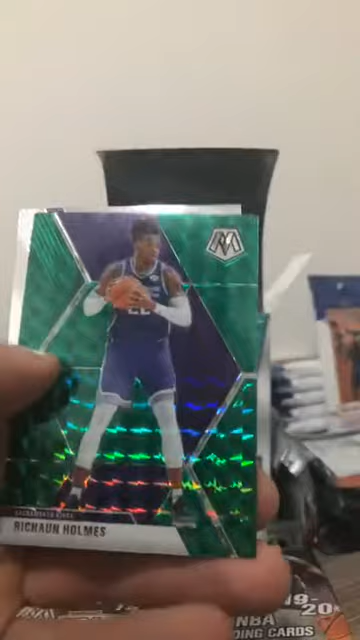 22
SACRAMENTO KINGS
RICHAUN HOLMES
19-
20
NBA
DING CARDS